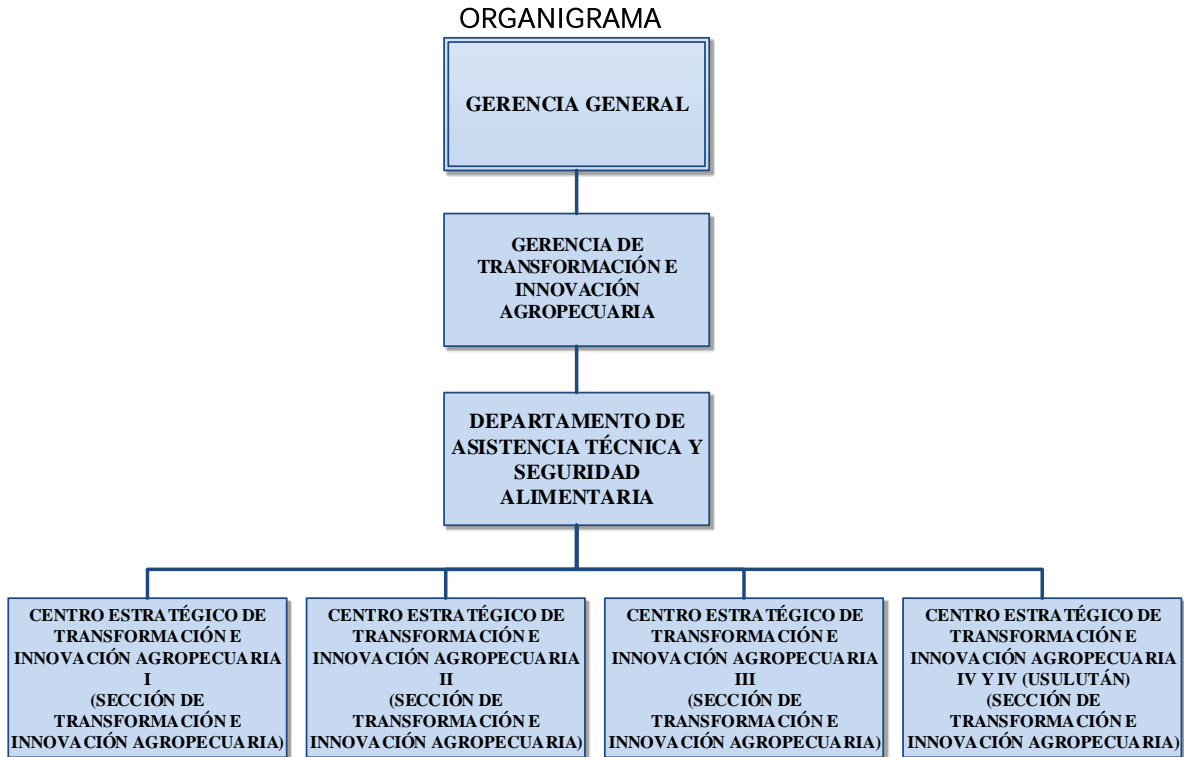 ORGANIGRAMA
GERENCIA GENERAL
GERENCIA DE
TRANSFORMACIÓN E
INNOVACIÓN
AGROPECUARIA
DEPARTAMENTO DE
ASISTENCIA TÉCNICA Y
SEGURIDAD
ALIMENTARIA
CENTRO ESTRATÉGICO DE
TRANSFORMACIÓN E
INNOVACIÓN AGROPECUARIA
I
(SECCIÓN DE
TRANSFORMACIÓN E
INNOVACIÓN AGROPECUARIA)
CENTRO ESTRATÉGICO DE
TRANSFORMACIÓN E
INNOVACIÓN AGROPECUARIA
II
(SECCIÓN DE
TRANSFORMACIÓN E
INNOVACIÓN AGROPECUARIA)
CENTRO ESTRATÉGICO DE
TRANSFORMACIÓN E
INNOVACIÓN AGROPECUARIA
III
(SECCIÓN DE
TRANSFORMACIÓN E
INNOVACIÓN AGROPECUARIA)
CENTRO ESTRATÉGICO DE
TRANSFORMACIÓN E
INNOVACIÓN AGROPECUARIA
IV Y IV (USULUTÁN)
(SECCIÓN DE
TRANSFORMACIÓN E
INNOVACIÓN AGROPECUARIA)